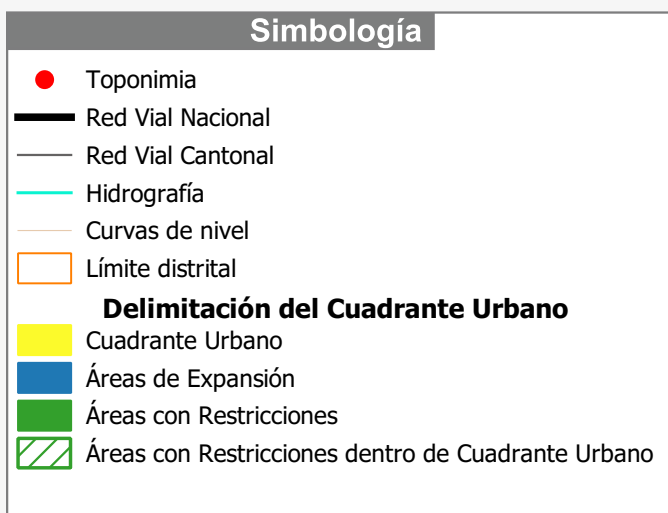 Simbología
Toponimia
Red Vial Nacional
Red Vial Cantonal
Hidrografía
Curvas de nivel
Límite distrital
Delimitación del Cuadrante Urbano
Cuadrante Urbano
Áreas de Expansión
Áreas con Restricciones
Áreas con Restricciones dentro de Cuadrante Urbano